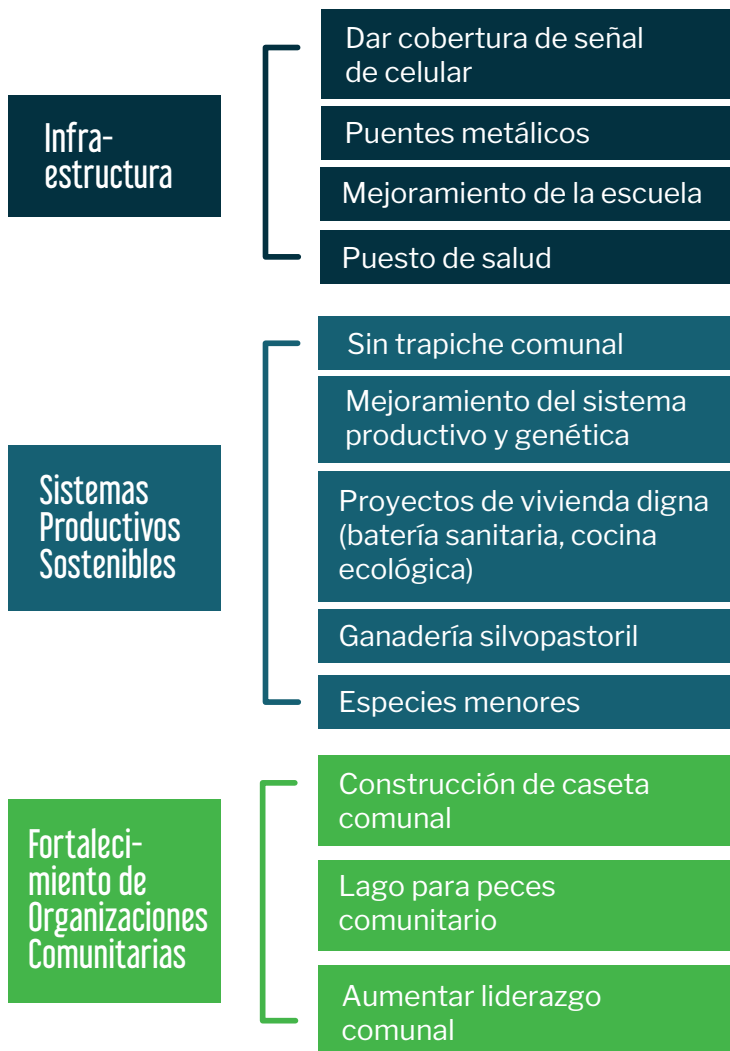 Infra-
estructura
Dar cobertura de señal
de celular
Puentes metálicos
Mejoramiento de la escuela
Puesto de salud
Sistemas
Productivos
Sostenibles
Sin trapiche comunal
Mejoramiento del sistema
productivo y genética
Proyectos de vivienda digna
(batería sanitaria, cocina
ecológica)
Ganadería silvopastoril
Especies menores
Fortaleci-
miento de
Organizaciones
Comunitarias
Construcción de caseta
comunal
Lago para peces
comunitario
Aumentar liderazgo
comunal